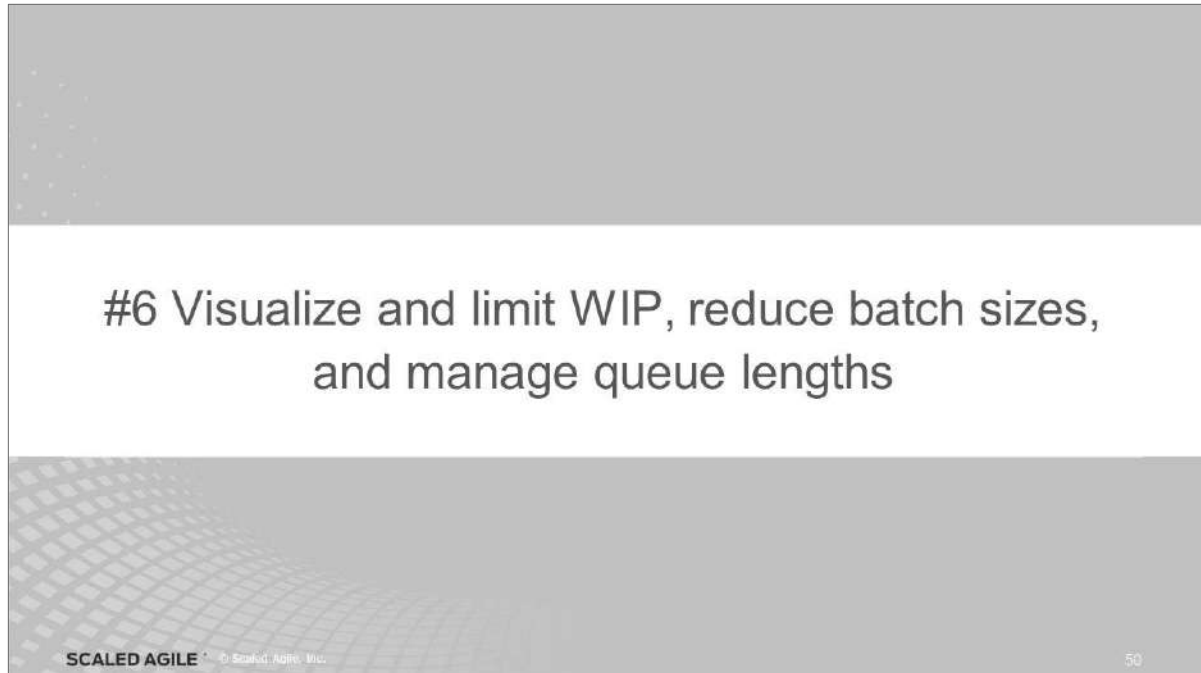 #6 Visualize and limit WIP, reduce batch sizes,
and manage queue lengths
SCALED AGILE © Scaled Agile, Inc.
50